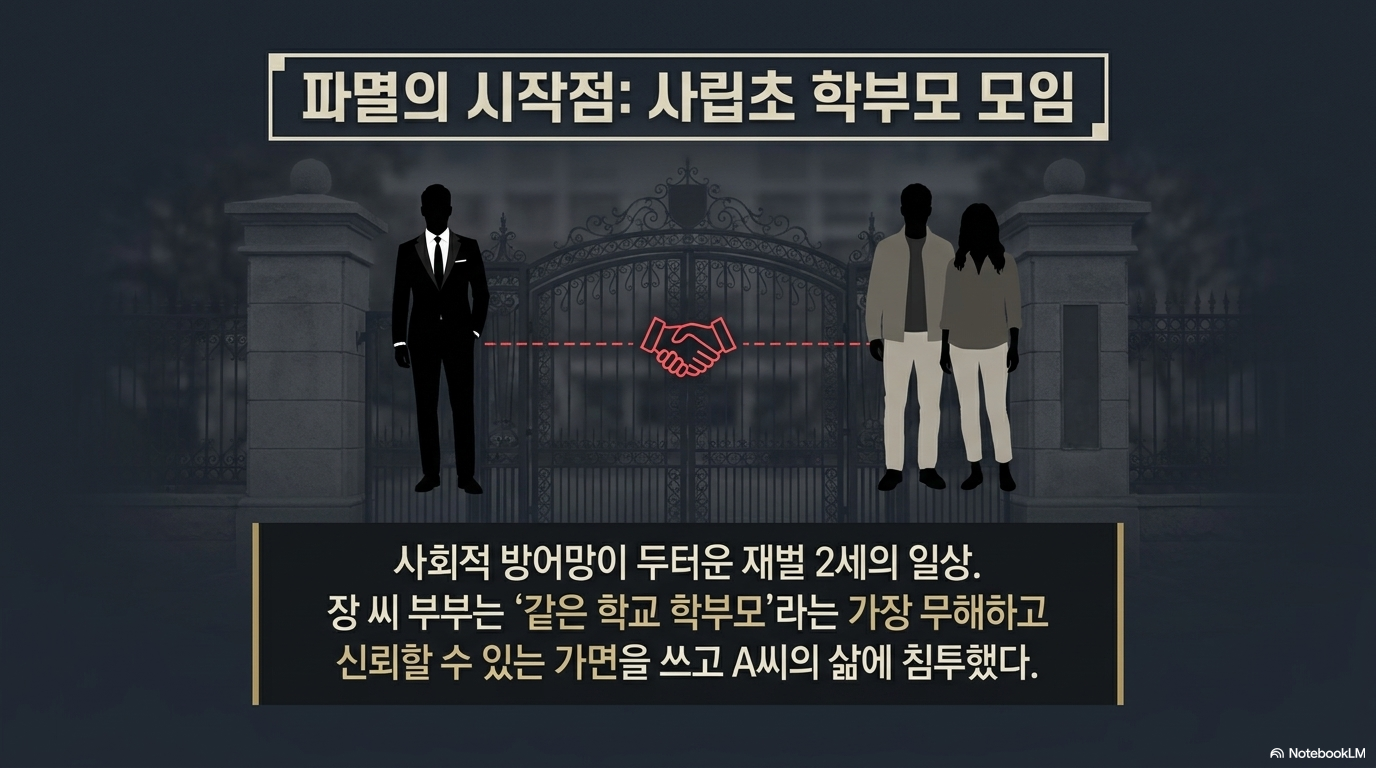 파멸의 시작점: 사립초 학부모 모임
사회적 방어망이 두터운 재벌 2세의 일상.
장 씨 부부는 ‘같은 학교 학부모’라는 가장 무해하고
신뢰할 수 있는 가면을 쓰고 A씨의 삶에 침투했다.
NotebookLM